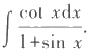 ∫ cot xdx / 1+sin x .